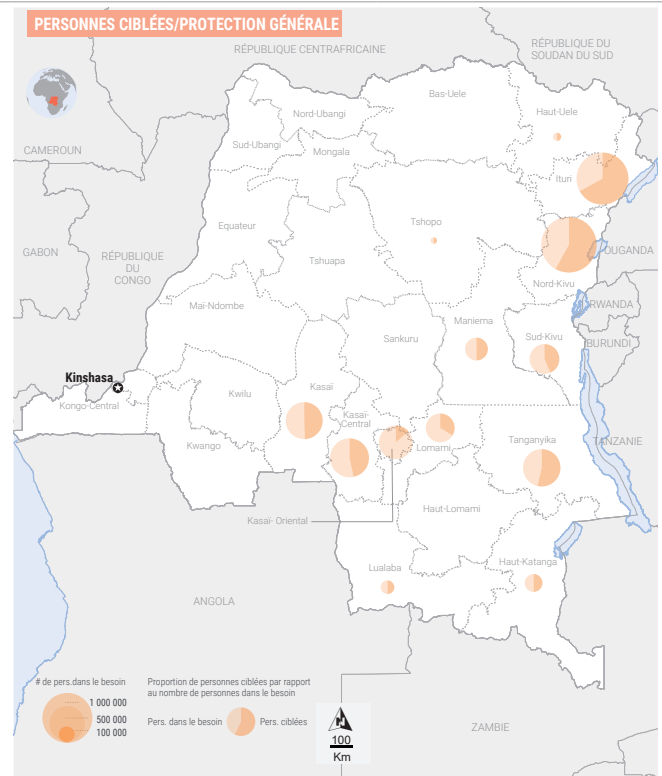 PERSONNES CIBLÉES/PROTECTION GÉNÉRALE
RÉPUBLIQUE CENTRAFRICAINE
RÉPUBLIQUE DU
SOUDAN DU SUD
Bas-Uele
Haut-Uele
Nord-Ubangi
CAMEROUN
Sud-Ubangi
Mongala
Ituri
Equateur
Tshopo
GABON
RÉPUBLIQUE
DU
CONGO
Tshuapa
OUGANDA
Nord-Kivu
Maï-Ndombe
RWANDA
Maniema
Sankuru
Sud-Kivu
BURUNDI
Kinshasa
Kasaï
Kwilu
Kongo-Central
Kasaï-
Central
Kwango
Lomami
Tanganyika
TANZANIE
Kasaï- Oriental
Haut-Lomami
Lualaba
Haut-Katanga
ANGOLA
# de pers.dans le besoin
1 000 000
500 000
100 000
Proportion de personnes ciblées par rapport
au nombre de personnes dans le besoin
Pers. dans le besoin
Pers. ciblées
N
100
Km
ZAMBIE